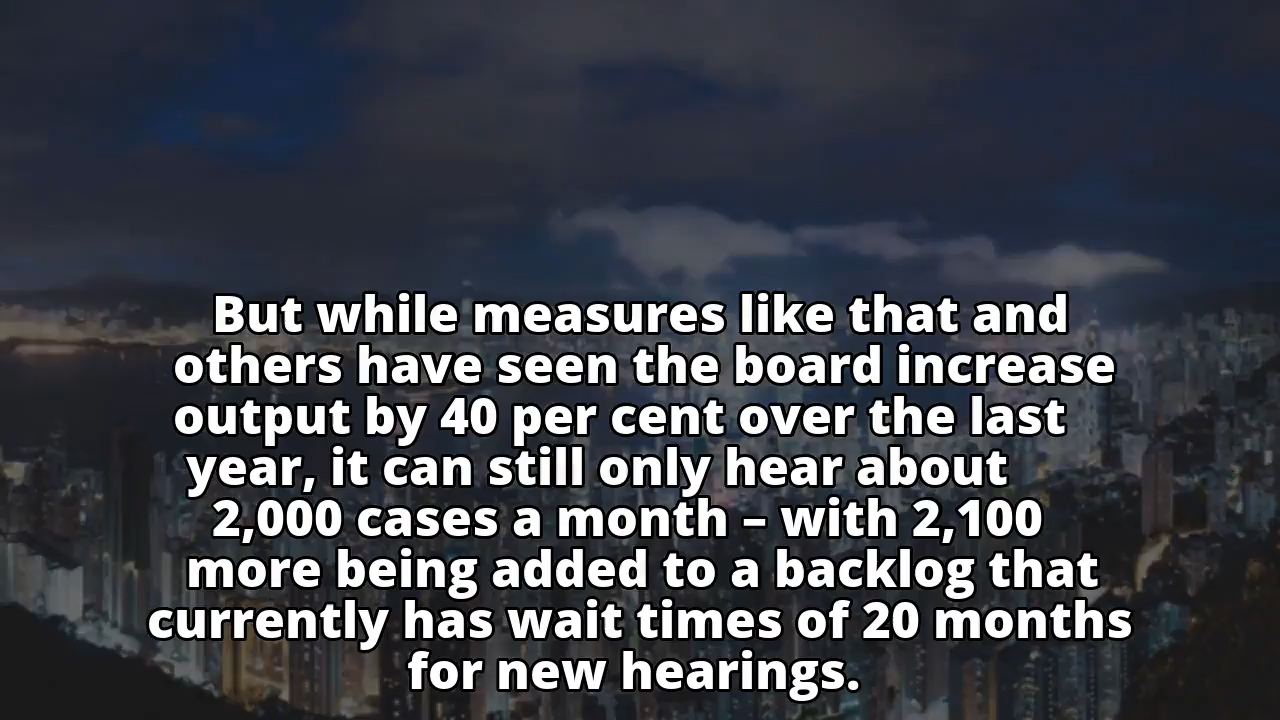 But while measures like that and
others have seen the board increase
output by 40 per cent over the last
year, it can still only hear about
2,000 cases a month – with 2,100
more being added to a backlog that
currently has wait times of 20 months
for new hearings.